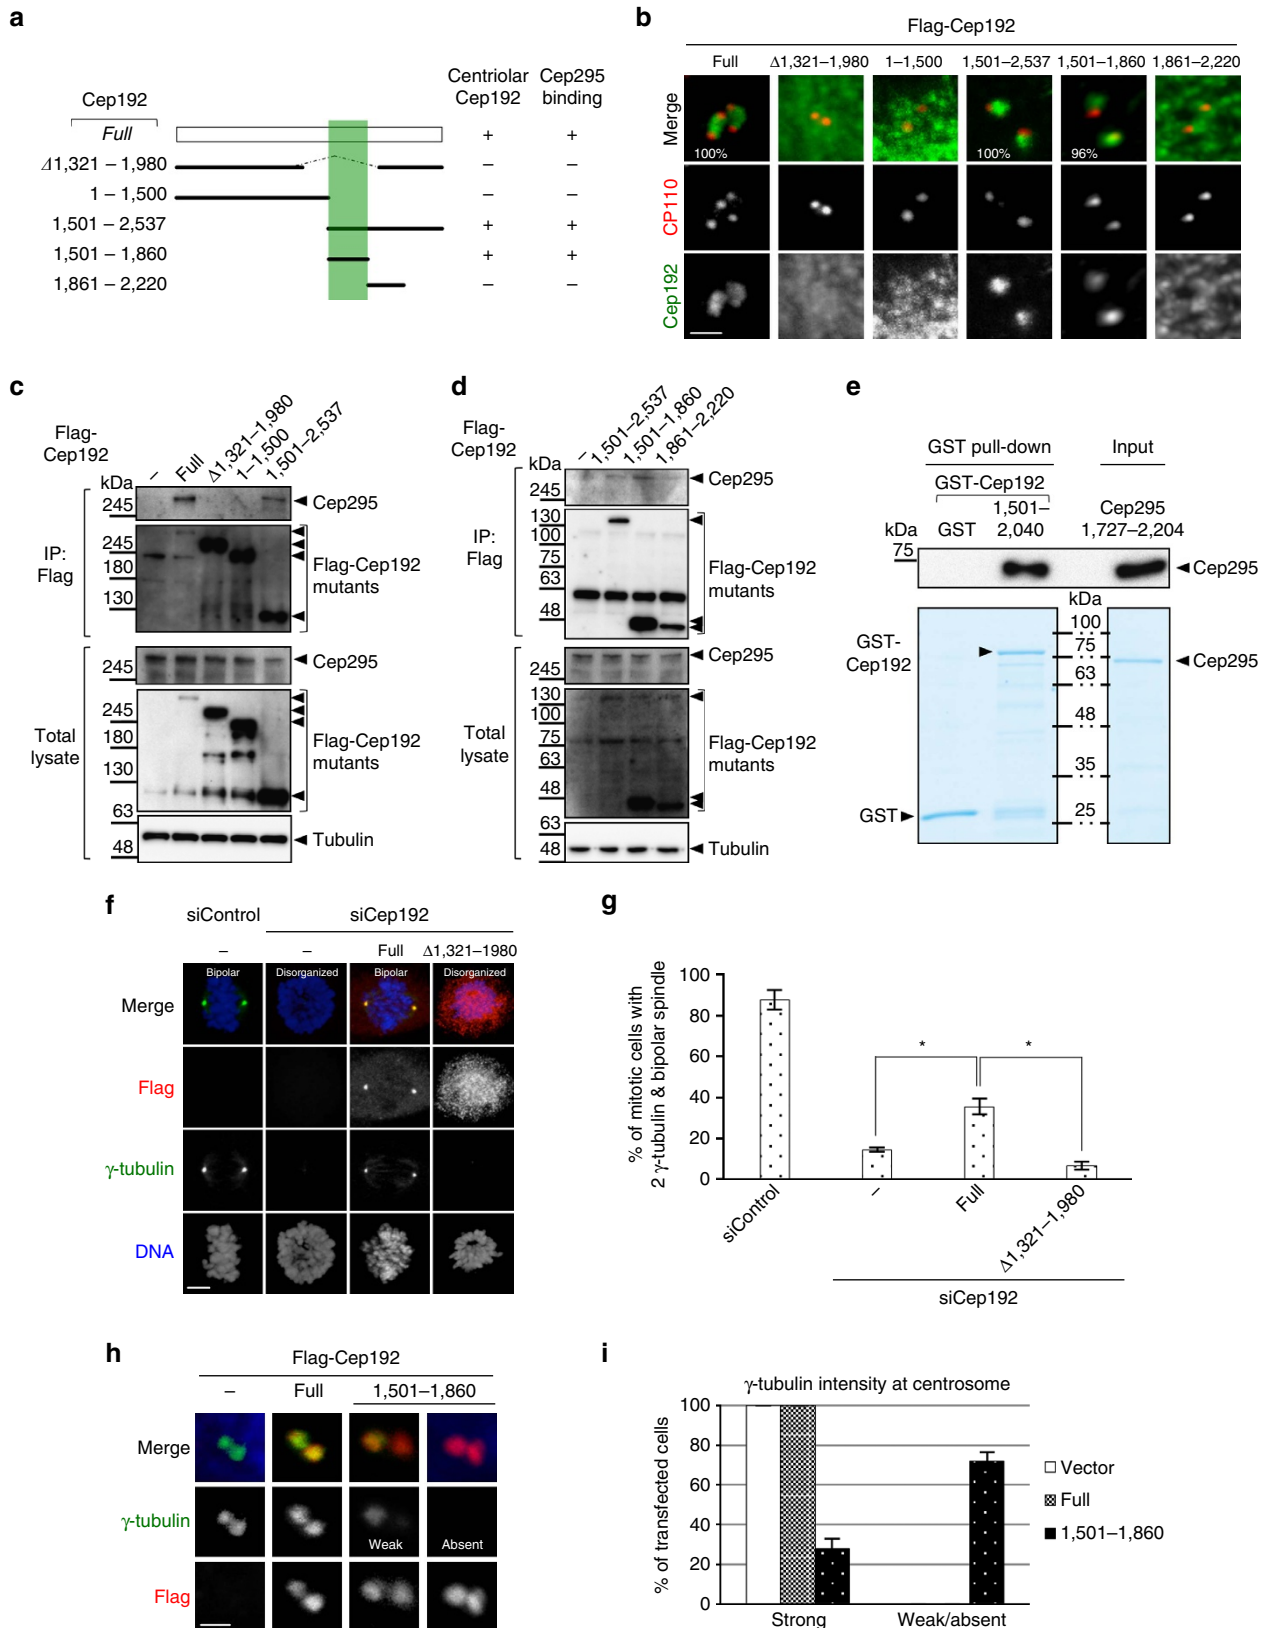 a
Cep192
Centriolar Cep192
Cep295 binding
Full + +
Δ1,321 – 1,980 – –
1 – 1,500 – –
1,501 – 2,537 + +
1,501 – 1,860 + +
1,861 – 2,220 – –
b
Flag-Cep192
Full Δ1,321–1,980 1–1,500 1,501–2,537 1,501–1,860 1,861–2,220
Merge
100% 100% 96%
CP110
Cep192
c
Flag-Cep192
– Full Δ1,321–1,980 1–1,500 1,501–2,537
kDa
IP: Flag
245
Cep295
245
180
130
Flag-Cep192 mutants
Total lysate
245
Cep295
245
180
130
63
Flag-Cep192 mutants
48
Tubulin
d
Flag-Cep192
– 1,501–2,537 1,501–1,860 1,861–2,220
kDa
IP: Flag
245
Cep295
130
100
75
63
48
Flag-Cep192 mutants
Total lysate
245
Cep295
130
100
75
63
48
Flag-Cep192 mutants
63
48
Tubulin
e
GST pull-down
Input
GST-Cep192
kDa
GST
1,501–2,040
Cep295 1,727–2,204
75
Cep295
kDa
GST-Cep192
100
75
63
48
35
25
Cep295
GST
f
siControl siCep192
– – Full Δ1,321–1980
Bipolar Disorganized Bipolar Disorganized
Merge
Flag
γ-tubulin
DNA
g
% of mitotic cells with
2 γ-tubulin & bipolar spindle
100
80
60
40
20
0
* *
siControl – Full Δ1,321–1,980
siCep192
h
Flag-Cep192
– Full 1,501–1,860
Merge
γ-tubulin
Weak Absent
Flag
i
γ-tubulin intensity at centrosome
% of transfected cells
100
80
60
40
20
0
Strong Weak/absent
Vector
Full
1,501–1,860